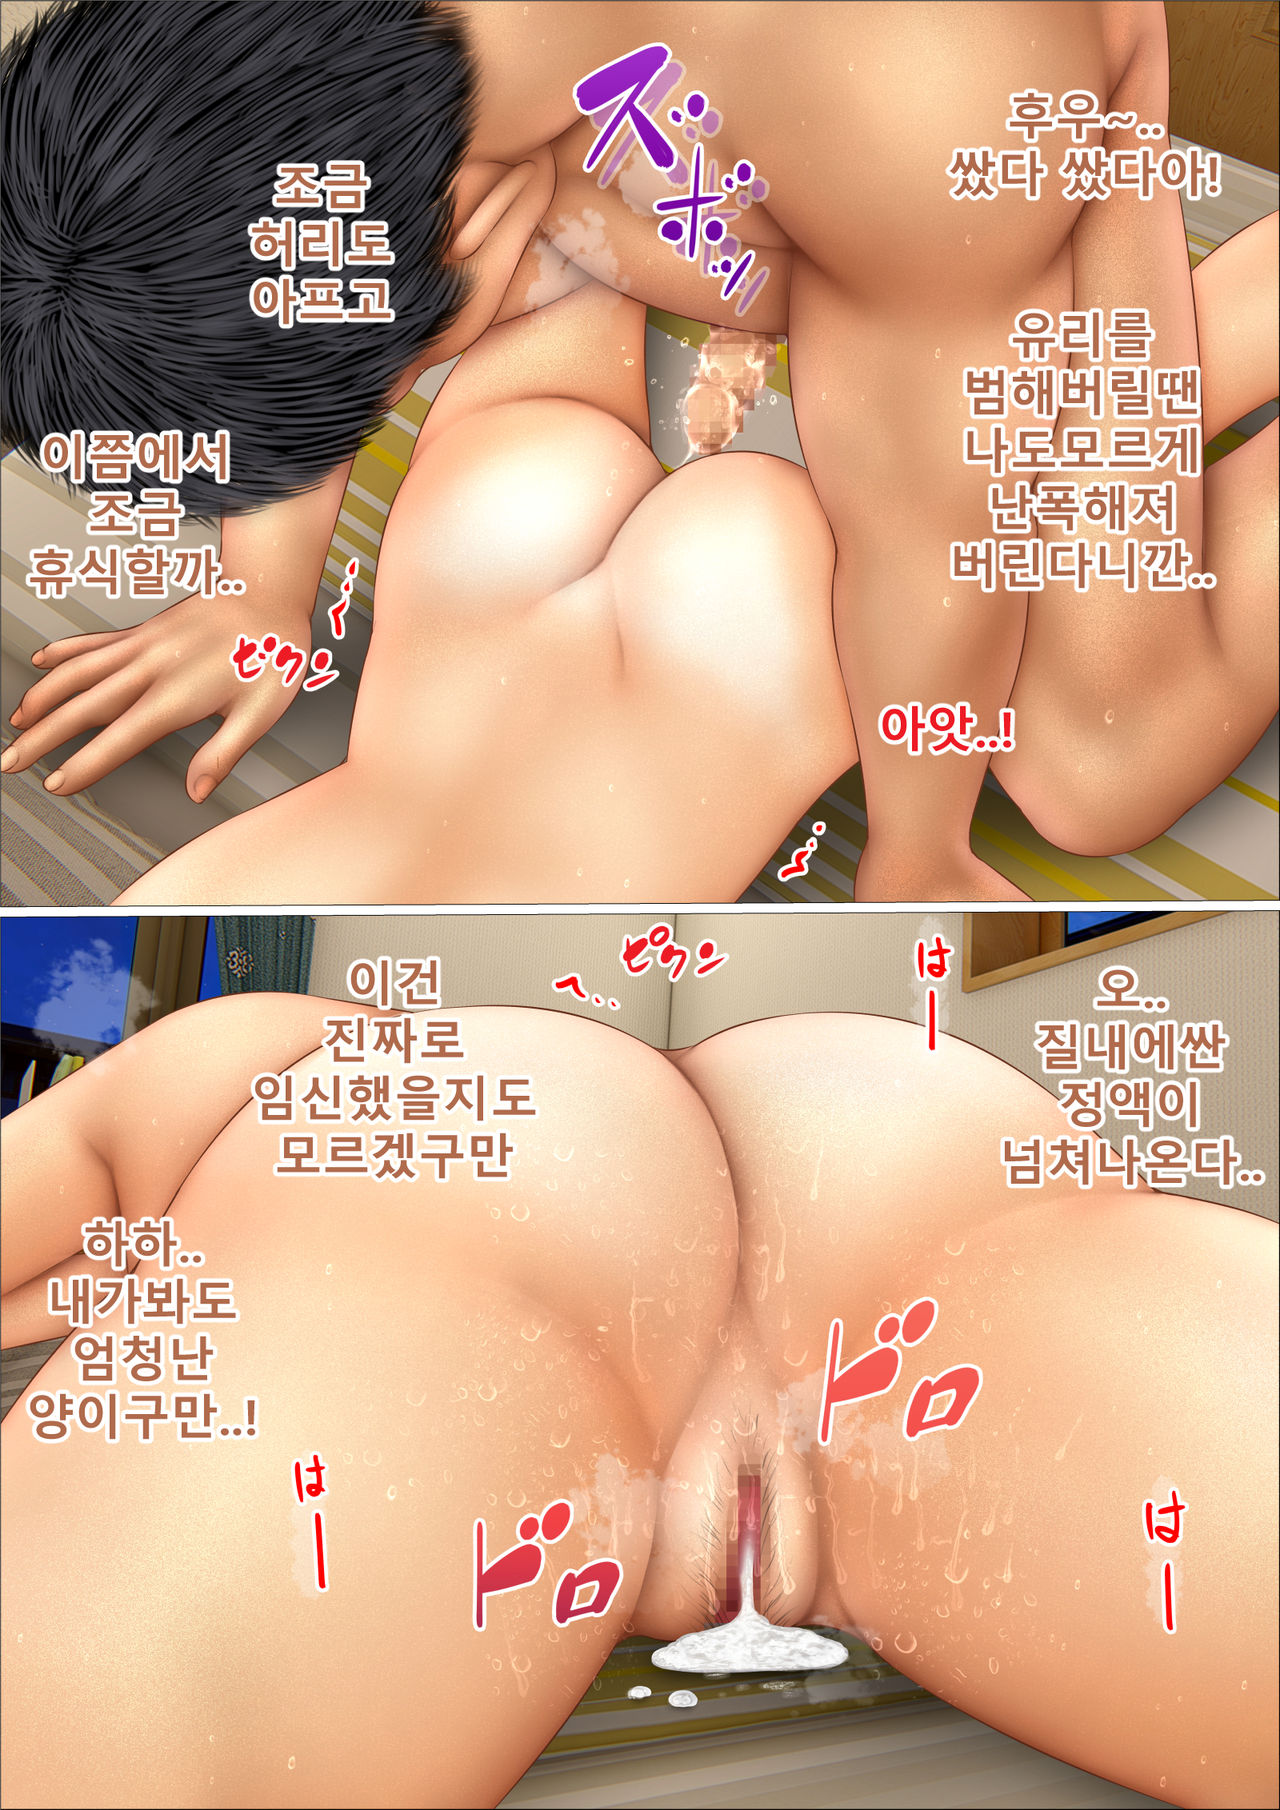 후우~..
쌌다 쌌다아!
ズボッ
조금
허리도
아프고
유리를
범해버릴땐
나도모르게
난폭해져
버린다니깐..
이쯤에서
조금
휴식할까..
ピクン
아앗..!
ピクン
はー
오..
질내에싼
정액이
넘쳐나온다..
이건
진짜로
임신했을지도
모르겠구만
하하..
내가봐도
엄청난
양이구만..!
ドロ
はー
ドロ
はー